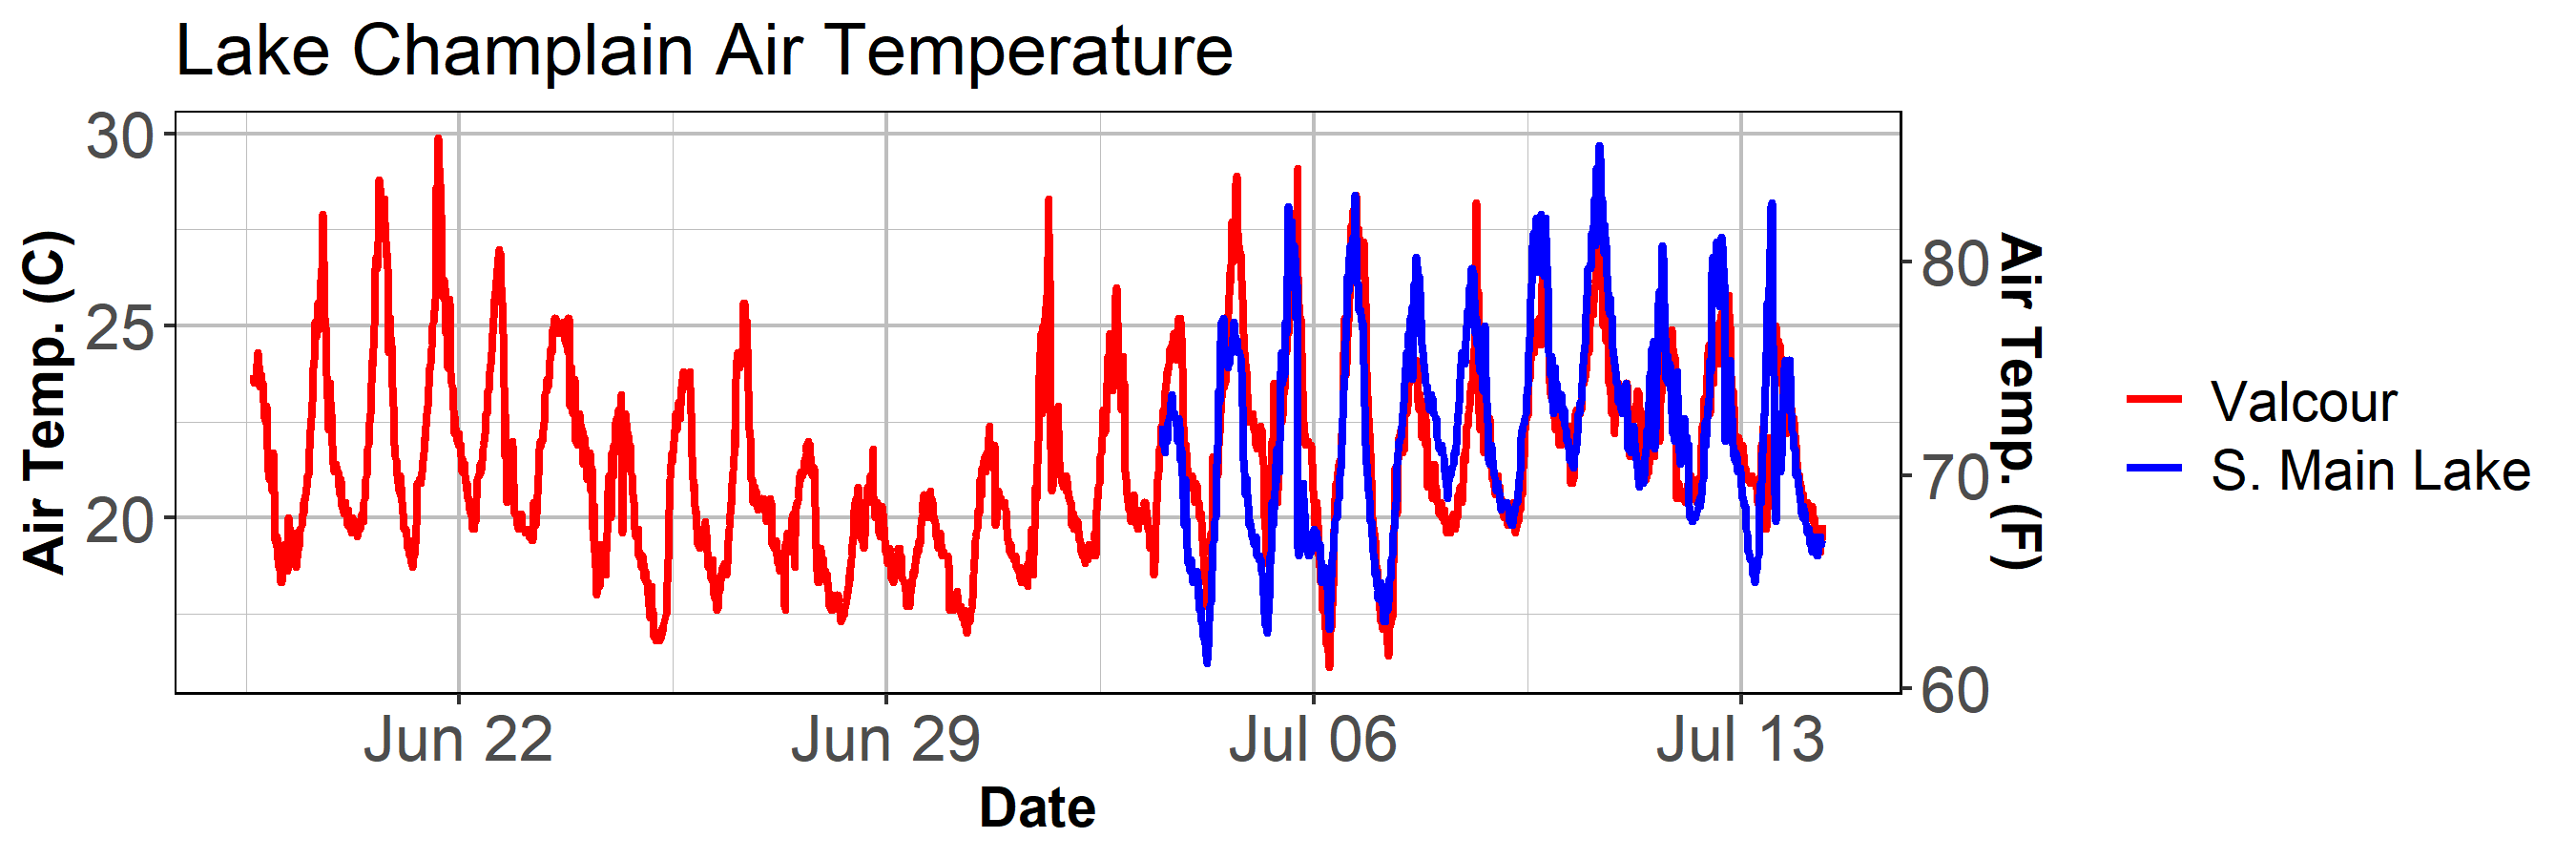 Lake Champlain Air Temperature
Air Temp. (C)
30
25
20
Jun 22
Jun 29
Jul 06
Jul 13
Date
80
70
60
Air Temp. (F)
Valcour
S. Main Lake